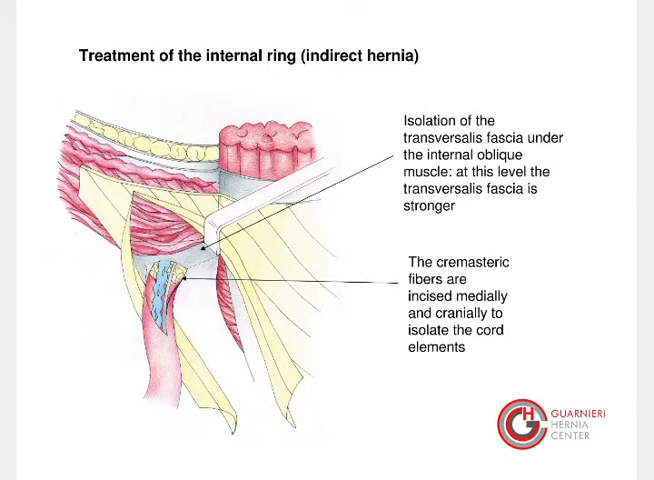 Treatment of the internal ring (indirect hernia)
Isolation of the
transversalis fascia under
the internal oblique
muscle: at this level the
transversalis fascia is
stronger
The cremasteric
fibers are
incised medially
and cranially to
isolate the cord
elements
GH
GUARNIERI
HERNIA
CENTER